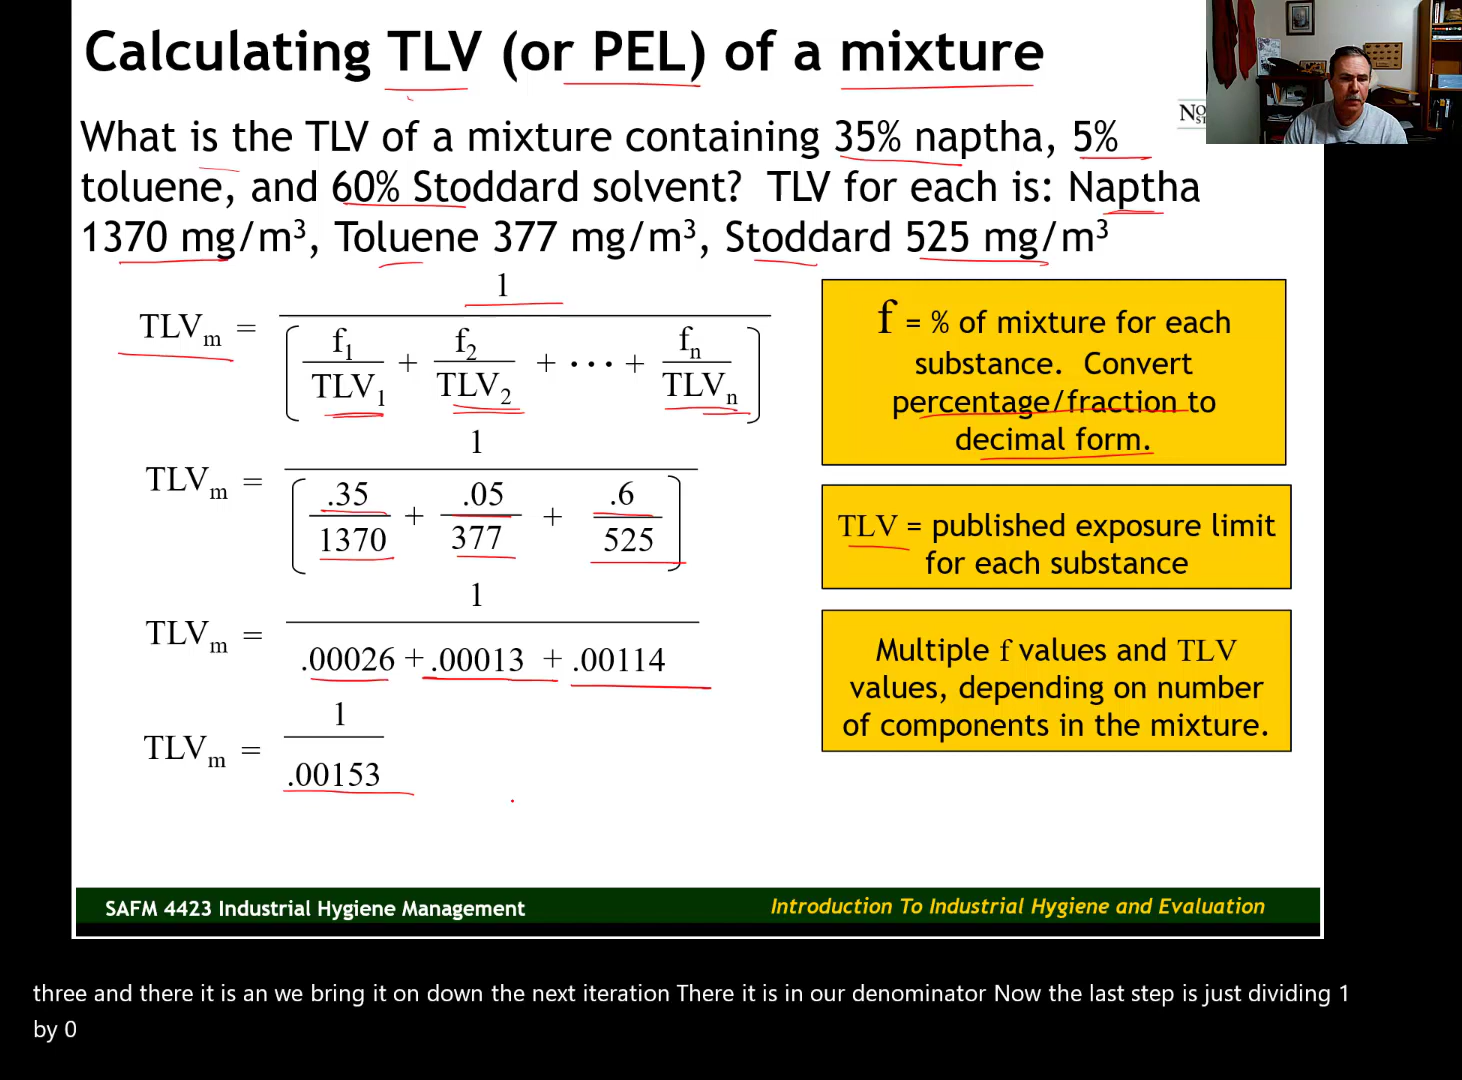 Calculating TLV (or PEL) of a mixture
What is the TLV of a mixture containing 35% naptha, 5%
toluene, and 60% Stoddard solvent? TLV for each is: Naptha
1370 mg/m³, Toluene 377 mg/m³, Stoddard 525 mg/m³
TLVm = 1 / [ f1/TLV1 + f2/TLV2 + ··· + fn/TLVn ]
TLVm = 1 / [ .35/1370 + .05/377 + .6/525 ]
TLVm = 1 / .00026 + .00013 + .00114
TLVm = 1 / .00153
f = % of mixture for each
substance. Convert
percentage/fraction to
decimal form.
TLV = published exposure limit
for each substance
Multiple f values and TLV
values, depending on number
of components in the mixture.
SAFM 4423 Industrial Hygiene Management
Introduction To Industrial Hygiene and Evaluation
three and there it is an we bring it on down the next iteration There it is in our denominator Now the last step is just dividing 1
by 0